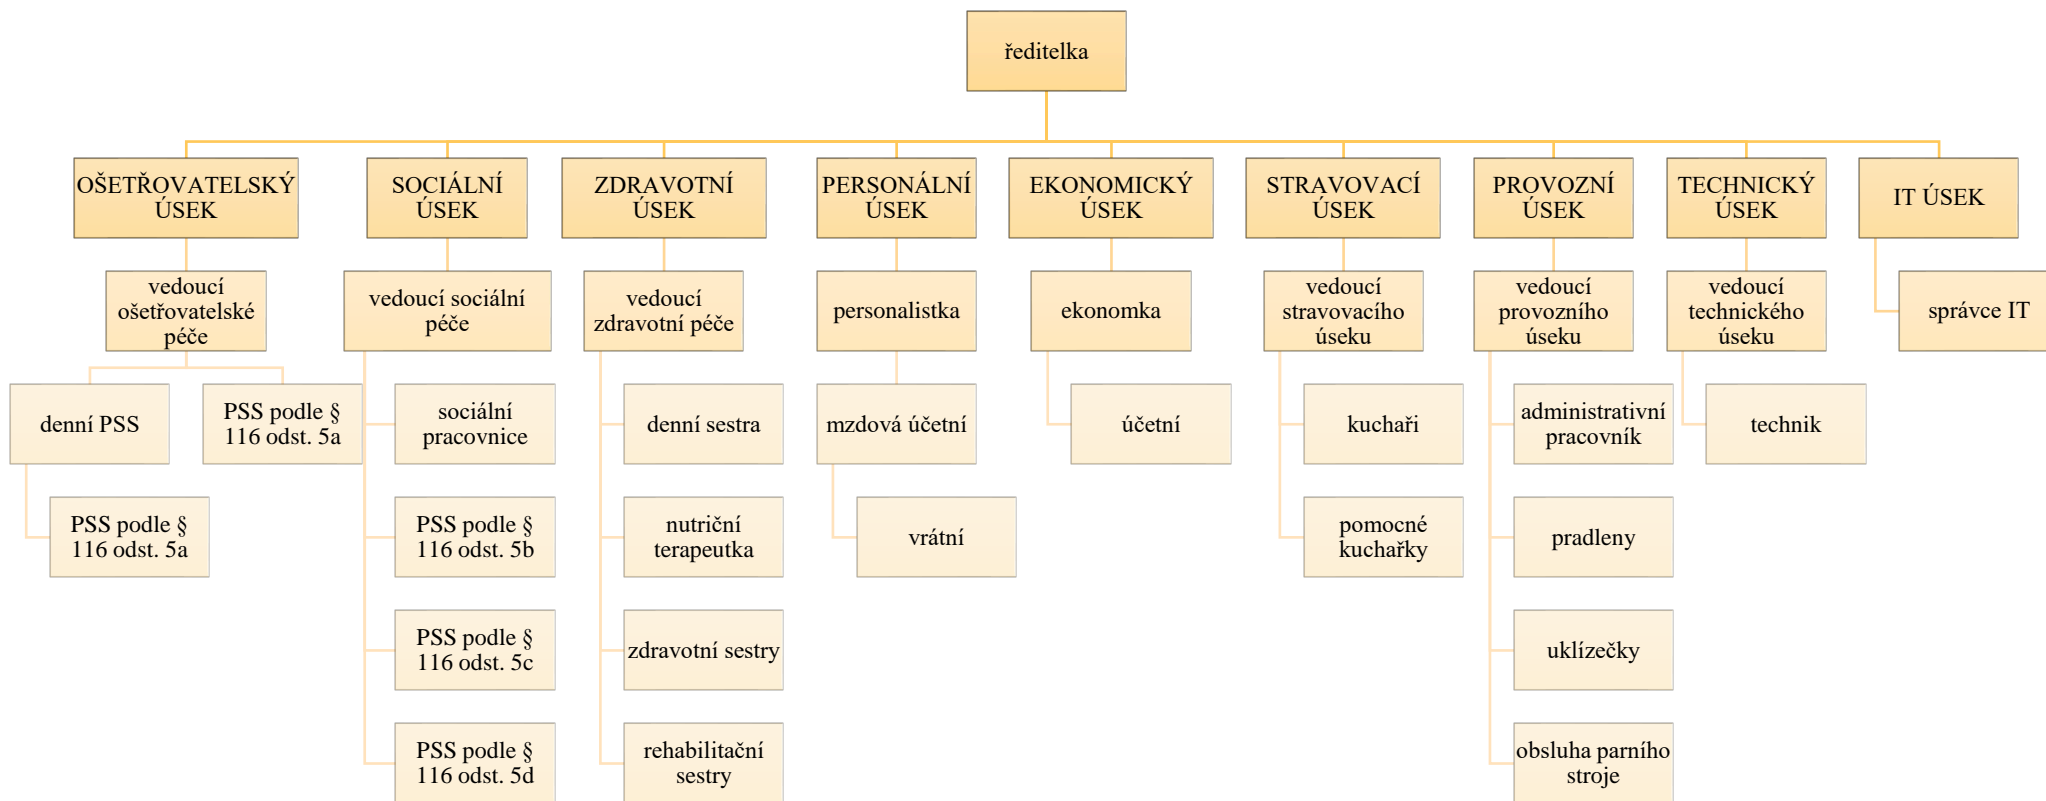 ředitelka
OŠETŘOVATELSKÝ
ÚSEK
SOCIÁLNÍ
ÚSEK
ZDRAVOTNÍ
ÚSEK
PERSONÁLNÍ
ÚSEK
EKONOMICKÝ
ÚSEK
STRAVOVACÍ
ÚSEK
PROVOZNÍ
ÚSEK
TECHNICKÝ
ÚSEK
IT ÚSEK
vedoucí
ošetřovatelské
péče
vedoucí sociální
péče
vedoucí
zdravotní péče
personalistka
ekonomka
vedoucí
stravovacího
úseku
vedoucí
provozního
úseku
vedoucí
technického
úseku
správce IT
denní PSS
PSS podle §
116 odst. 5a
sociální
pracovnice
denní sestra
mzdová účetní
účetní
kuchaři
administrativní
pracovník
technik
PSS podle §
116 odst. 5a
PSS podle §
116 odst. 5b
nutriční
terapeutka
vrátní
pomocné
kuchařky
pradleny
PSS podle §
116 odst. 5c
zdravotní sestry
uklízečky
PSS podle §
116 odst. 5d
rehabilitační
sestry
obsluha parního
stroje